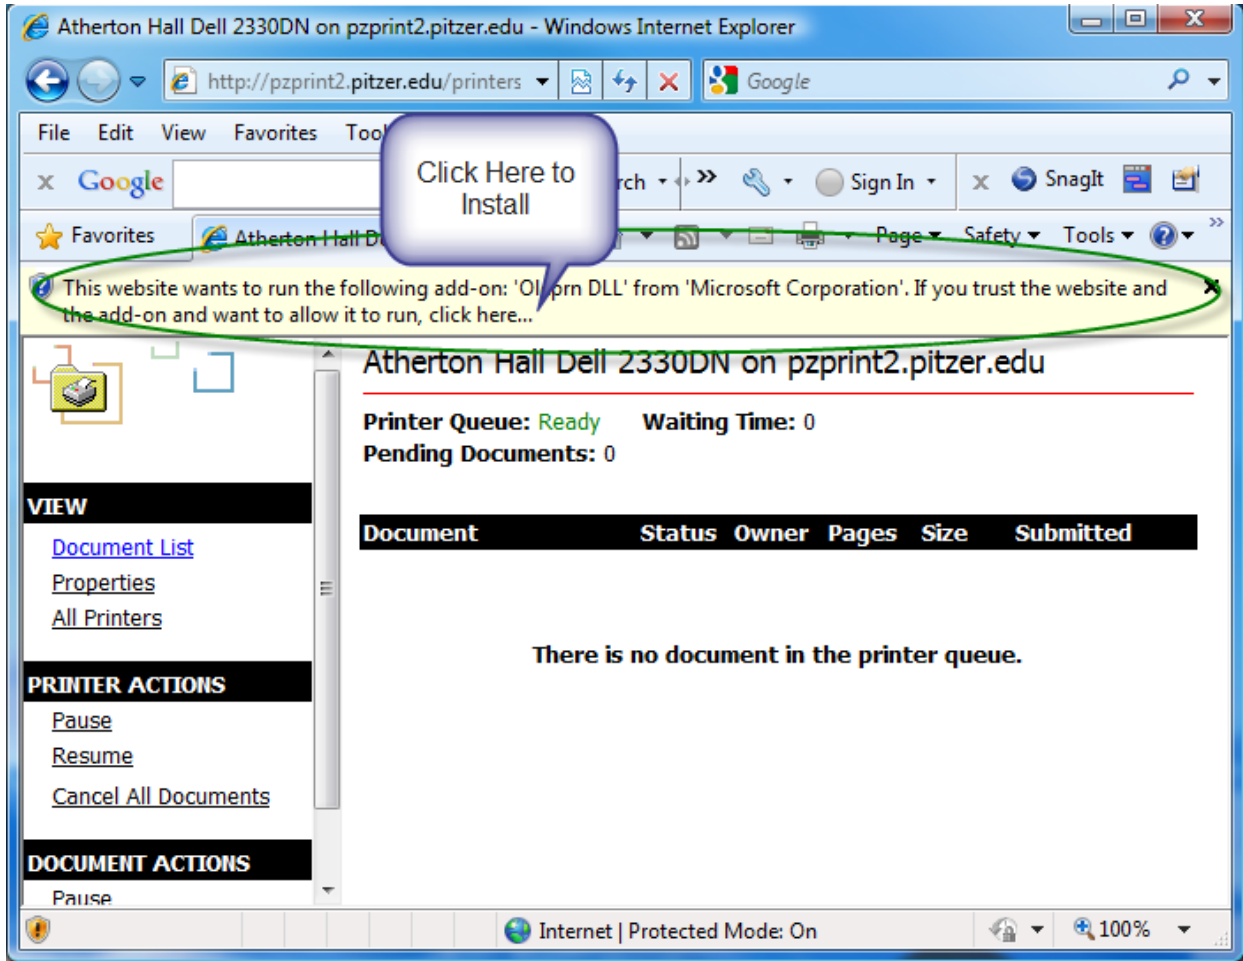 Atherton Hall Dell 2330DN on pzprint2.pitzer.edu - Windows Internet Explorer
http://pzprint2.pitzer.edu/printers
Google
File Edit View Favorites
Click Here to
Install
x Google
rch
Sign In
x SnagIt
Favorites
Atherton Hall
Page Safety Tools
This website wants to run the following add-on: 'Oleprn DLL' from 'Microsoft Corporation'. If you trust the website and
the add-on and want to allow it to run, click here...
Atherton Hall Dell 2330DN on pzprint2.pitzer.edu
Printer Queue: Ready Waiting Time: 0
Pending Documents: 0
VIEW
Document List
Properties
All Printers
Document Status Owner Pages Size Submitted
There is no document in the printer queue.
PRINTER ACTIONS
Pause
Resume
Cancel All Documents
DOCUMENT ACTIONS
Pause
Internet | Protected Mode: On
100%